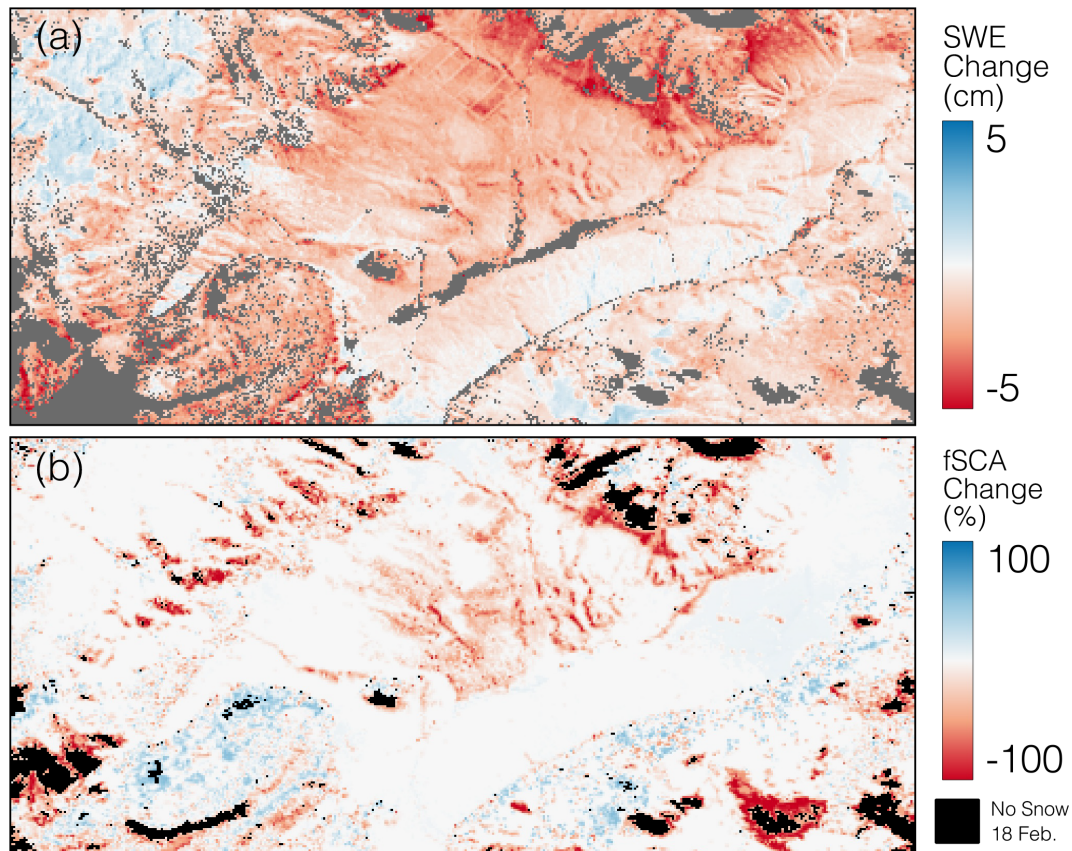 (a)
SWE
Change
(cm)
5
-5
(b)
fSCA
Change
(%)
100
-100
No Snow
18 Feb.